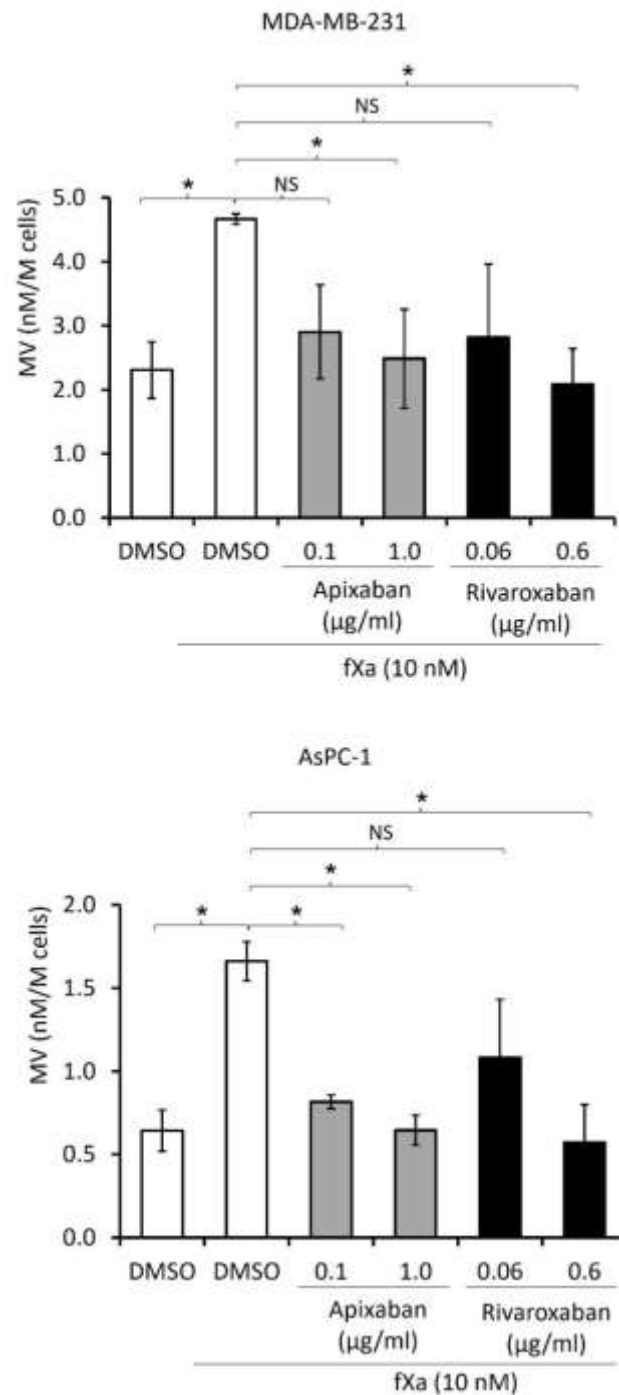 MDA-MB-231
*
NS
*
* NS
MV (nM/M cells)
5.0
4.0
3.0
2.0
1.0
0.0
DMSO DMSO 0.1 1.0 0.06 0.6
Apixaban Rivaroxaban
(µg/ml) (µg/ml)
fXa (10 nM)
AsPC-1
*
NS
*
* *
MV (nM/M cells)
2.0
1.5
1.0
0.5
0.0
DMSO DMSO 0.1 1.0 0.06 0.6
Apixaban Rivaroxaban
(µg/ml) (µg/ml)
fXa (10 nM)